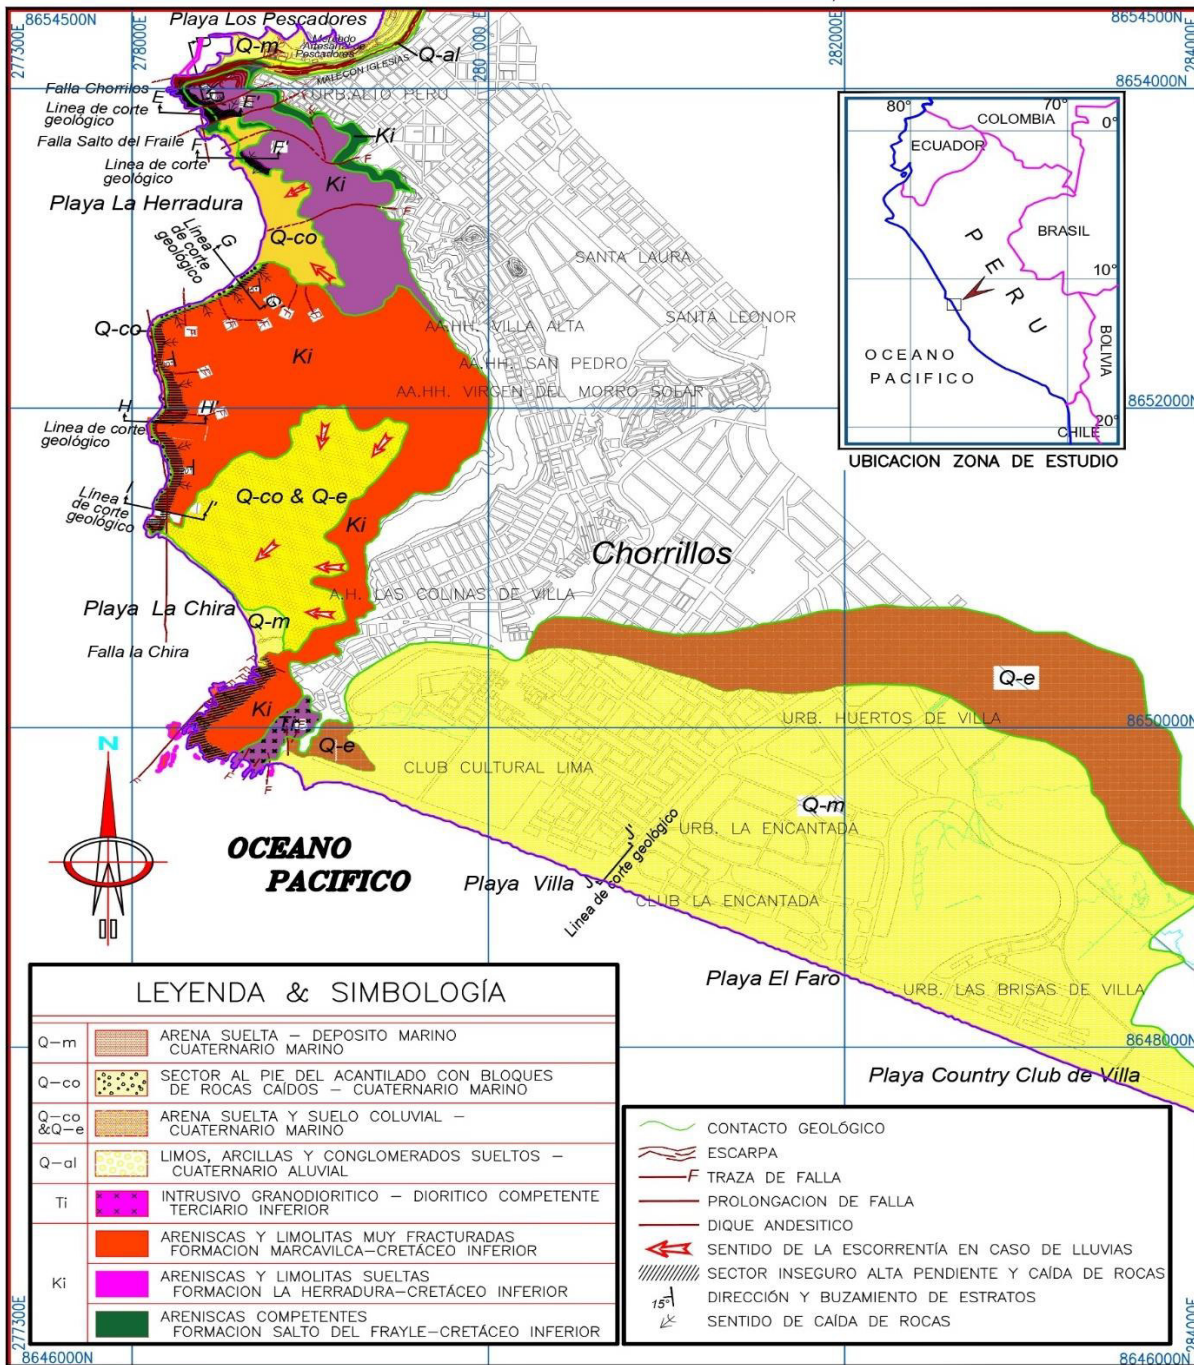 8654500N
277300E
278000E
280 000 E
282000E
8654500N
284000E
Playa Los Pescadores
Q-m
Mercado
Artesanal de
Pescadores
Q-al
MALECON IGLESIAS
8654000N
Falla Chorrilos
E
E'
URB.ALTO PERU
Linea de corte
geológico
Ki
Falla Salto del Fraile
F
F'
F
Linea de corte
geológico
Ki
Playa La Herradura
F
Línea
de corte
geológico
G
G'
Q-co
SANTA LAURA
Q-co
AA.HH. VILLA ALTA
SANTA LEONOR
Ki
AA.HH. SAN PEDRO
AA.HH. VIRGEN DEL MORRO SOLAR
H
H'
8652000N
Linea de corte
geológico
80°
70°
COLOMBIA
0°
ECUADOR
BRASIL
P E R U
10°
OCEANO
PACIFICO
BOLIVIA
20°
CHILE
UBICACION ZONA DE ESTUDIO
Q-co & Q-e
I
I'
Línea
de corte
geológico
Ki
Chorrillos
A.H. LAS COLINAS DE VILLA
Playa La Chira
Q-m
Falla la Chira
Q-e
Ki
Ti
Q-e
URB. HUERTOS DE VILLA
8650000N
F
F
F
CLUB CULTURAL LIMA
N
Q-m
URB. LA ENCANTADA
OCEANO
PACIFICO
J'
J
Linea de corte geológico
Playa Villa
CLUB LA ENCANTADA
Playa El Faro
URB. LAS BRISAS DE VILLA
8648000N
Playa Country Club de Villa
LEYENDA & SIMBOLOGÍA
Q-m
ARENA SUELTA – DEPOSITO MARINO
CUATERNARIO MARINO
Q-co
SECTOR AL PIE DEL ACANTILADO CON BLOQUES
DE ROCAS CAÍDOS – CUATERNARIO MARINO
Q-co
&Q-e
ARENA SUELTA Y SUELO COLUVIAL –
CUATERNARIO MARINO
Q-al
LIMOS, ARCILLAS Y CONGLOMERADOS SUELTOS –
CUATERNARIO ALUVIAL
Ti
INTRUSIVO GRANODIORITICO – DIORITICO COMPETENTE
TERCIARIO INFERIOR
Ki
ARENISCAS Y LIMOLITAS MUY FRACTURADAS
FORMACION MARCAVILCA–CRETÁCEO INFERIOR
ARENISCAS Y LIMOLITAS SUELTAS
FORMACION LA HERRADURA–CRETÁCEO INFERIOR
ARENISCAS COMPETENTES
FORMACION SALTO DEL FRAYLE–CRETÁCEO INFERIOR
CONTACTO GEOLÓGICO
ESCARPA
F
TRAZA DE FALLA
PROLONGACION DE FALLA
DIQUE ANDESITICO
SENTIDO DE LA ESCORRENTÍA EN CASO DE LLUVIAS
SECTOR INSEGURO ALTA PENDIENTE Y CAÍDA DE ROCAS
15°
DIRECCIÓN Y BUZAMIENTO DE ESTRATOS
SENTIDO DE CAÍDA DE ROCAS
277300E
284000E
8646000N
8646000N